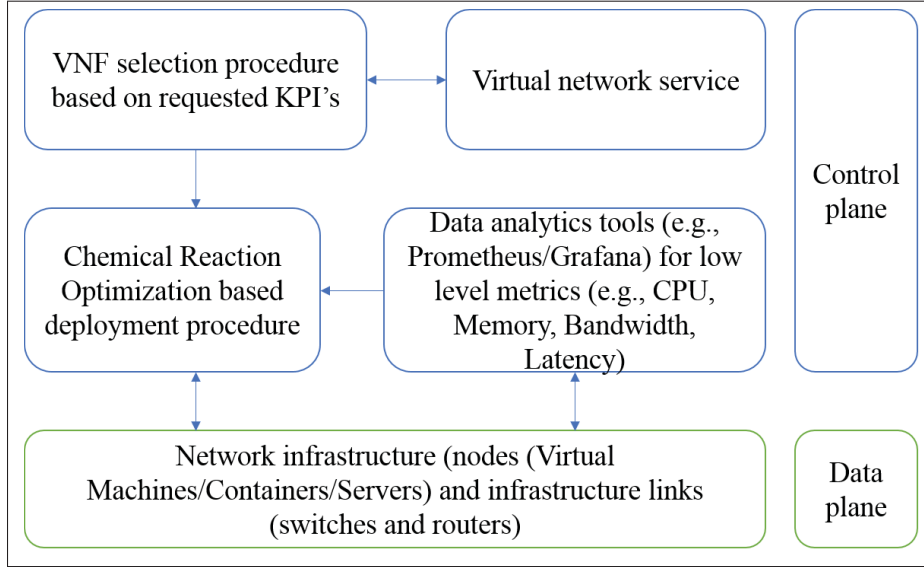 VNF selection procedure
based on requested KPI’s
Virtual network service
Control
plane
Chemical Reaction
Optimization based
deployment procedure
Data analytics tools (e.g.,
Prometheus/Grafana) for low
level metrics (e.g., CPU,
Memory, Bandwidth,
Latency)
Network infrastructure (nodes (Virtual
Machines/Containers/Servers) and infrastructure links
(switches and routers)
Data
plane